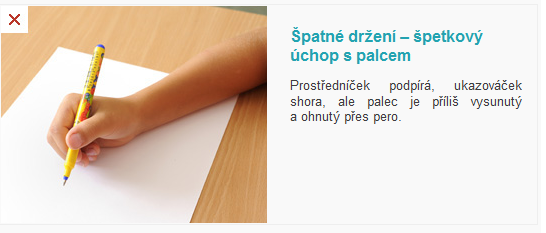 Špatné držení – špetkový
úchop s palcem
Prostředníček podpírá, ukazováček
shora, ale palec je příliš vysunutý
a ohnutý přes pero.